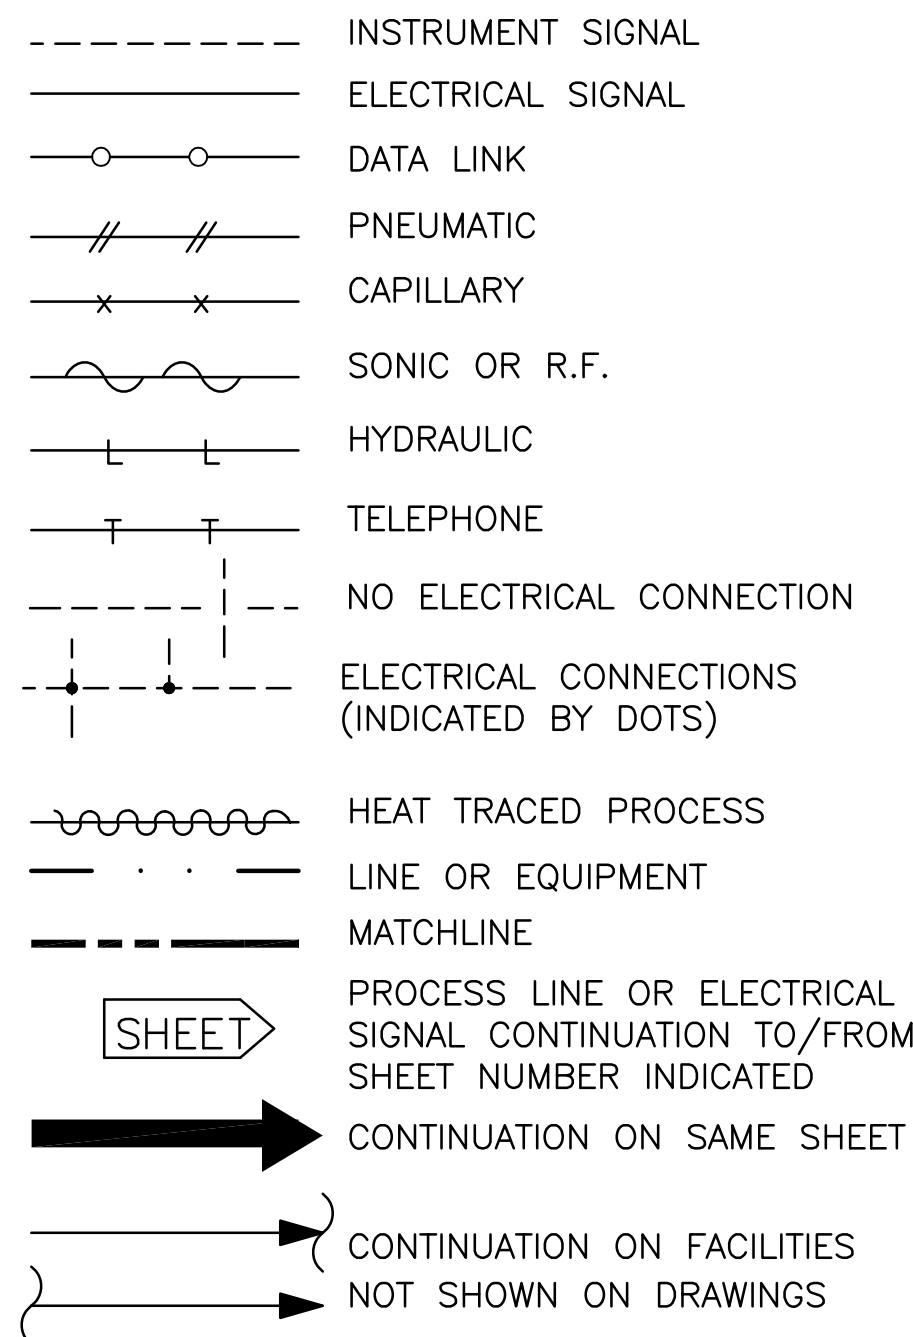 INSTRUMENT SIGNAL
ELECTRICAL SIGNAL
DATA LINK
PNEUMATIC
CAPILLARY
SONIC OR R.F.
HYDRAULIC
TELEPHONE
NO ELECTRICAL CONNECTION
ELECTRICAL CONNECTIONS
(INDICATED BY DOTS)
HEAT TRACED PROCESS
LINE OR EQUIPMENT
MATCHLINE
PROCESS LINE OR ELECTRICAL
SHEET
SIGNAL CONTINUATION TO/FROM
SHEET NUMBER INDICATED
CONTINUATION ON SAME SHEET
CONTINUATION ON FACILITIES
NOT SHOWN ON DRAWINGS